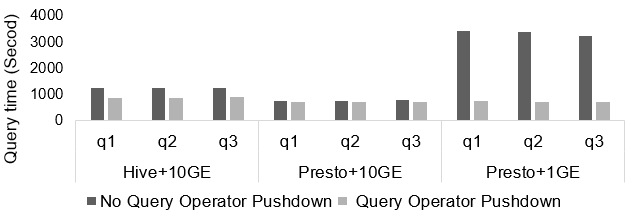 Query time (Secod)
4000
3000
2000
1000
0
q1 q2 q3 q1 q2 q3 q1 q2 q3
Hive+10GE Presto+10GE Presto+1GE
No Query Operator Pushdown Query Operator Pushdown